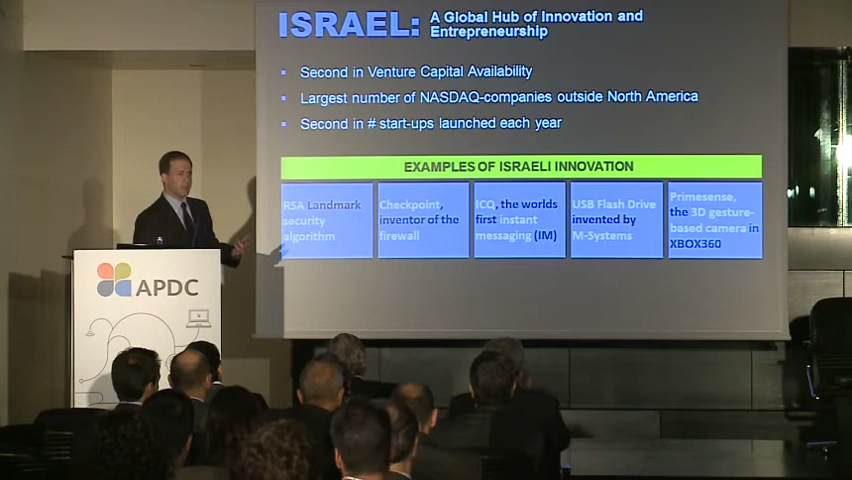 ISRAEL: A Global Hub of Innovation and
Entrepreneurship
Second in Venture Capital Availability
Largest number of NASDAQ-companies outside North America
Second in # start-ups launched each year
EXAMPLES OF ISRAELI INNOVATION
RSA Landmark
security
algorithm
Checkpoint,
inventor of the
firewall
ICQ, the worlds
first instant
messaging (IM)
USB Flash Drive
invented by
M-Systems
Primesense,
the 3D gesture-
based camera in
XBOX360
APDC